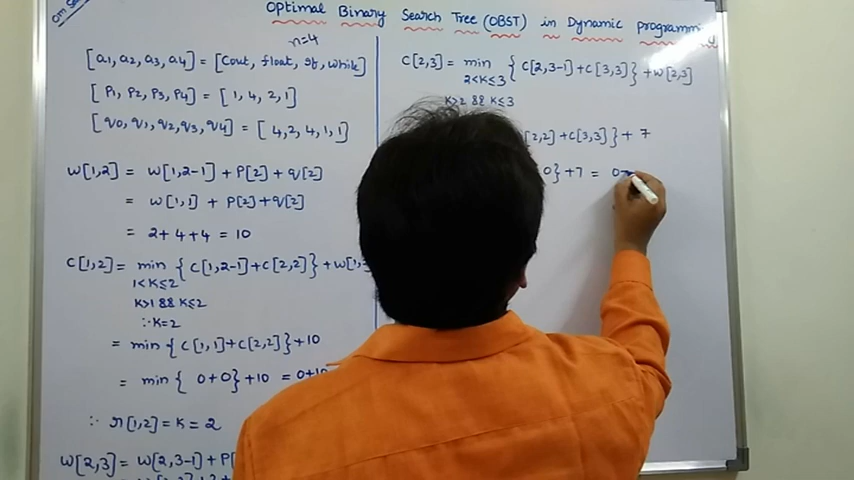 Optimal Binary Search Tree (OBST) in Dynamic programming
n=4
[a1, a2, a3, a4] = [Cout, float, if, while]
[P1, P2, P3, P4] = [1, 4, 2, 1]
[q0, q1, q2, q3, q4] = [4, 2, 4, 1, 1]
W[1,2] = W[1,2-1] + P[2] + q[2]
= W[1,1] + P[2]+q[2]
= 2+4+4 = 10
C[1,2] = min {C[1,2-1]+C[2,2]} + W[1,
1<K≤2
K>1 && K≤2
∴K=2
= min{C[1,1]+C[2,2]}+10
= min{ 0+0}+10 = 0+10
∴ r[1,2]=K=2
W[2,3] = W[2,3-1]+P[
C[2,3] = min {C[2,3-1]+C[3,3]} + W[2,3]
2<K≤3
K>2 && K≤3
[2,2]+C[3,3]} + 7
0} +7 = 0+